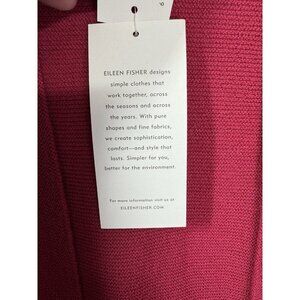 EILEEN FISHER designs
simple clothes that
work together, across
the seasons and across
the years. With pure
shapes and fine fabrics,
we create sophistication,
comfort—and style that
lasts. Simpler for you,
better for the environment.
For more information visit us at
EILEENFISHER.COM